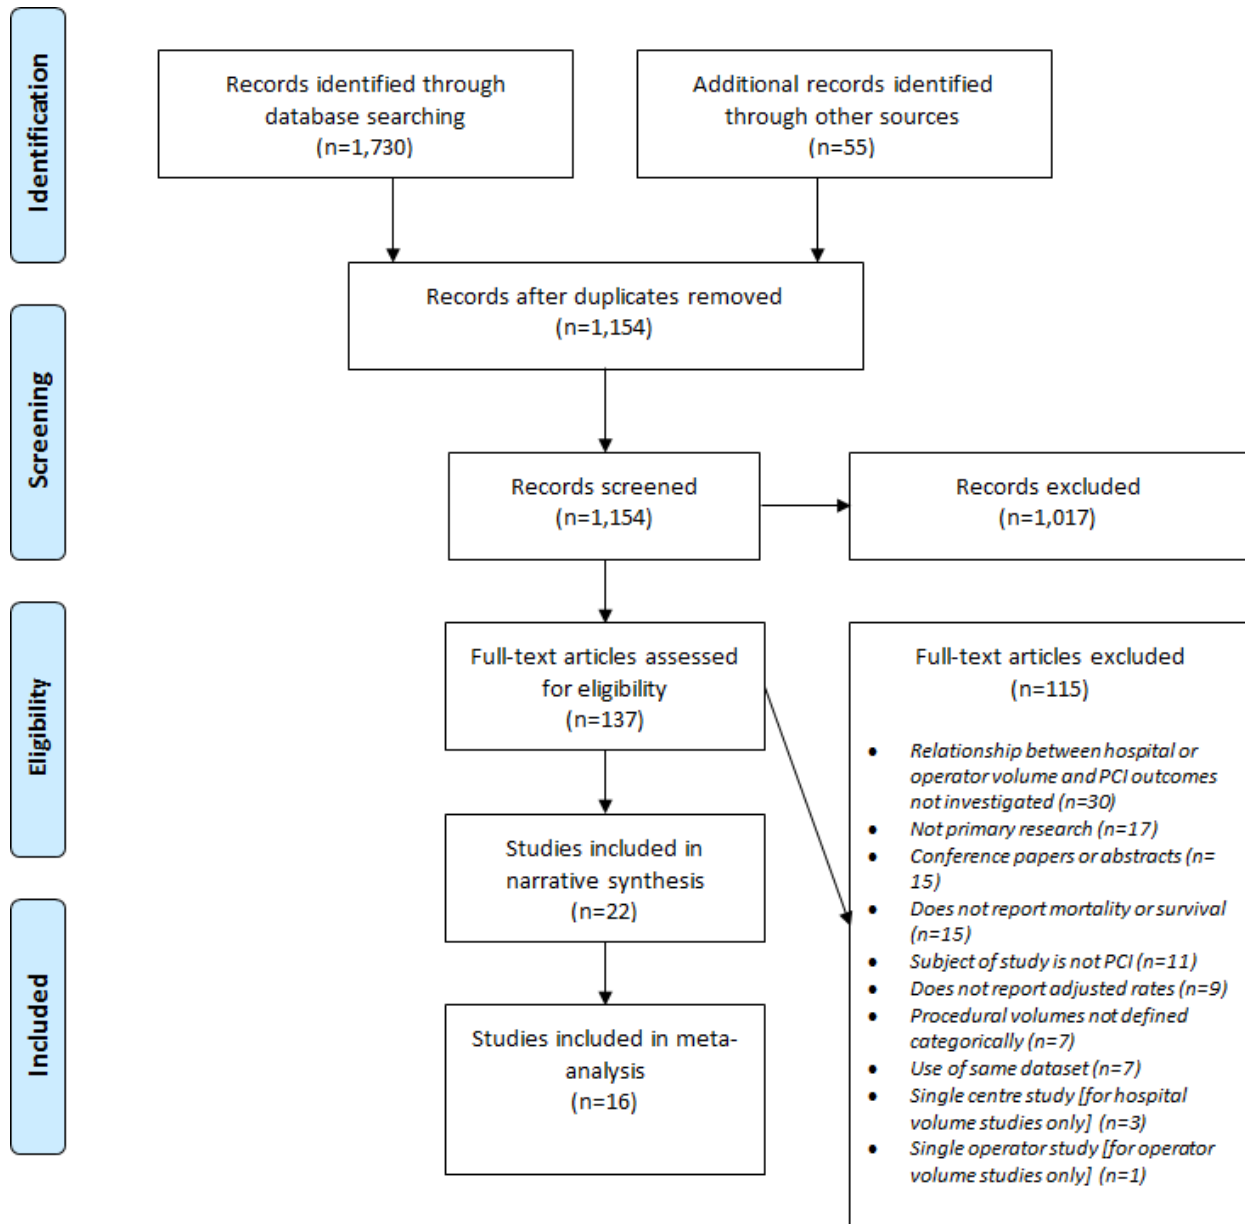 Identification
Records identified through
database searching
(n=1,730)
Additional records identified
through other sources
(n=55)
Records after duplicates removed
(n=1,154)
Screening
Records screened
(n=1,154)
Records excluded
(n=1,017)
Eligibility
Full-text articles assessed
for eligibility
(n=137)
Full-text articles excluded
(n=115)
• Relationship between hospital or
operator volume and PCI outcomes
not investigated (n=30)
• Not primary research (n=17)
• Conference papers or abstracts (n=
15)
• Does not report mortality or survival
(n=15)
• Subject of study is not PCI (n=11)
• Does not report adjusted rates (n=9)
• Procedural volumes not defined
categorically (n=7)
• Use of same dataset (n=7)
• Single centre study [for hospital
volume studies only] (n=3)
• Single operator study [for operator
volume studies only] (n=1)
Studies included in
narrative synthesis
(n=22)
Included
Studies included in meta-
analysis
(n=16)